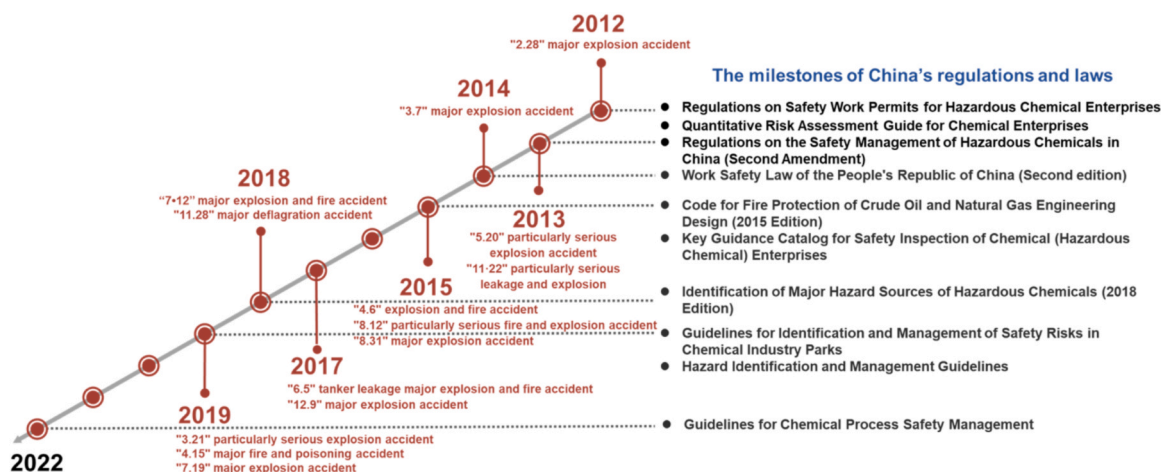 2012
"2.28" major explosion accident
The milestones of China's regulations and laws
2014
"3.7" major explosion accident
● Regulations on Safety Work Permits for Hazardous Chemical Enterprises
● Quantitative Risk Assessment Guide for Chemical Enterprises
● Regulations on the Safety Management of Hazardous Chemicals in
China (Second Amendment)
● Work Safety Law of the People's Republic of China (Second edition)
2018
"7•12" major explosion and fire accident
"11.28" major deflagration accident
2013
"5.20" particularly serious
explosion accident
"11·22" particularly serious
leakage and explosion
● Code for Fire Protection of Crude Oil and Natural Gas Engineering
Design (2015 Edition)
● Key Guidance Catalog for Safety Inspection of Chemical (Hazardous
Chemical) Enterprises
2015
"4.6" explosion and fire accident
"8.12" particularly serious fire and explosion accident
"8.31" major explosion accident
● Identification of Major Hazard Sources of Hazardous Chemicals (2018
Edition)
● Guidelines for Identification and Management of Safety Risks in
Chemical Industry Parks
● Hazard Identification and Management Guidelines
2017
"6.5" tanker leakage major explosion and fire accident
"12.9" major explosion accident
2019
"3.21" particularly serious explosion accident
"4.15" major fire and poisoning accident
"7.19" major explosion accident
● Guidelines for Chemical Process Safety Management
2022